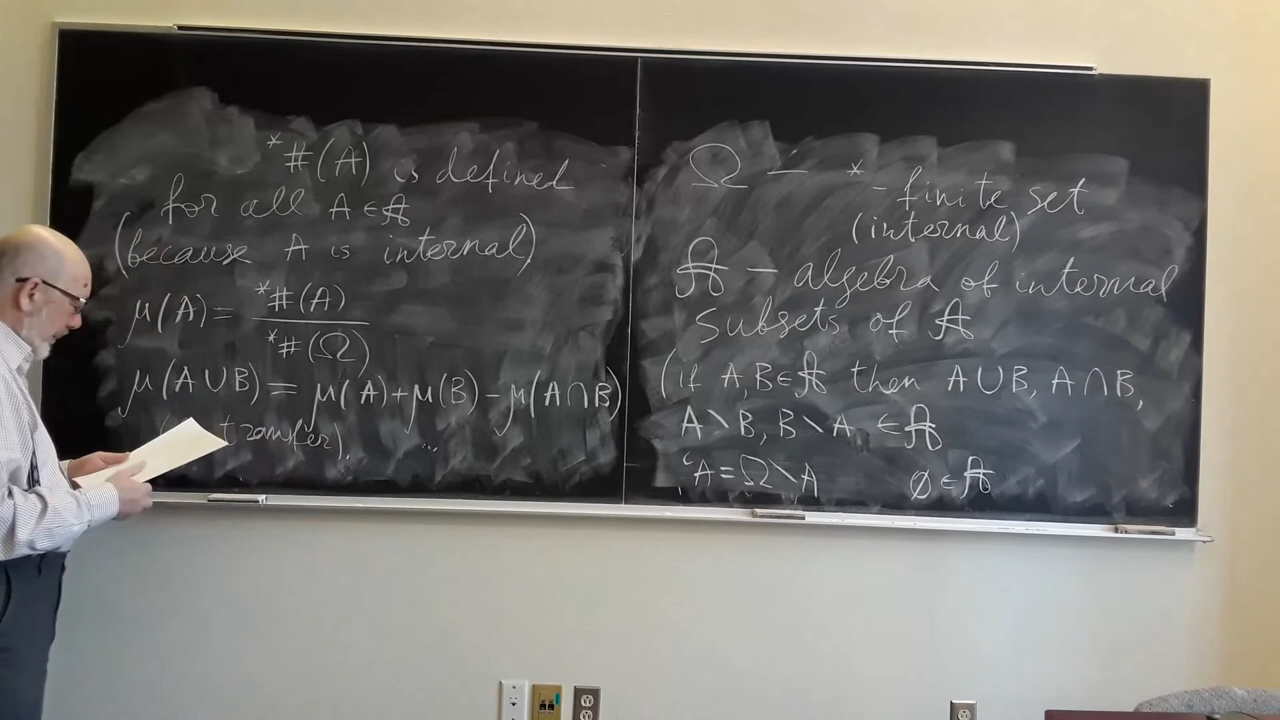 *#(A) is defined
for all A ∈ 𝔄
(because A is internal)
μ(A) = *#(A) / *#(Ω)
μ(A∪B) = μ(A)+μ(B)−μ(A∩B)
transfer). ...
Ω — *-finite set
(internal)
𝔄 — algebra of internal
subsets of 𝔄
(if A,B∈𝔄 then A∪B, A∩B,
A∖B, B∖A, ∈𝔄
ᶜA=Ω∖A ∅∈𝔄